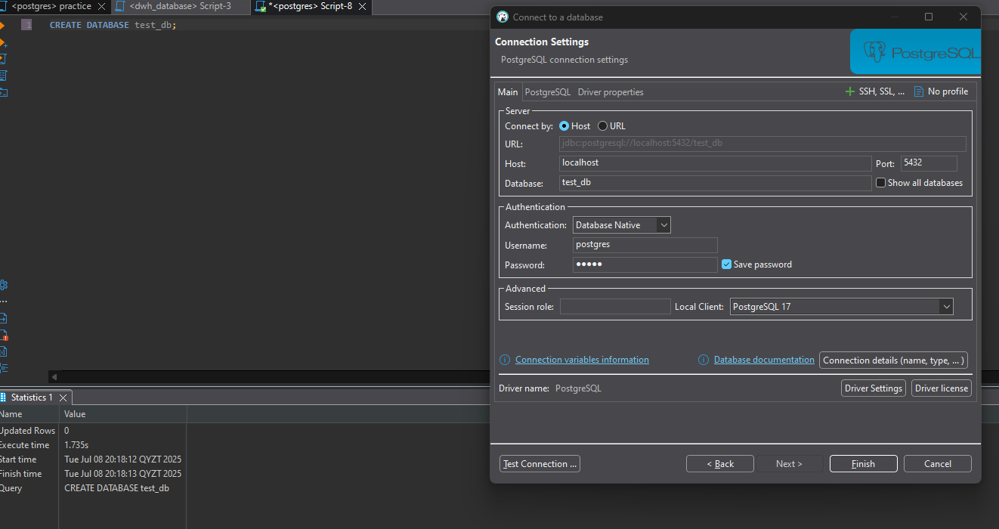 <postgres> practice
<dwh_database> Script-3
*<postgres> Script-8
1 CREATE DATABASE test_db;
Connect to a database
Connection Settings
PostgreSQL connection settings
PostgreSQL
Main PostgreSQL Driver properties
SSH, SSL, ... No profile
Server
Connect by: Host URL
URL: jdbc:postgresql://localhost:5432/test_db
Host: localhost Port: 5432
Database: test_db Show all databases
Authentication
Authentication: Database Native
Username: postgres
Password: ●●●●● Save password
Advanced
Session role: Local Client: PostgreSQL 17
Connection variables information Database documentation Connection details (name, type, ... )
Driver name: PostgreSQL Driver Settings Driver license
Test Connection ... < Back Next > Finish Cancel
Statistics 1
Name Value
Updated Rows 0
Execute time 1.735s
Start time Tue Jul 08 20:18:12 QYZT 2025
Finish time Tue Jul 08 20:18:13 QYZT 2025
Query CREATE DATABASE test_db